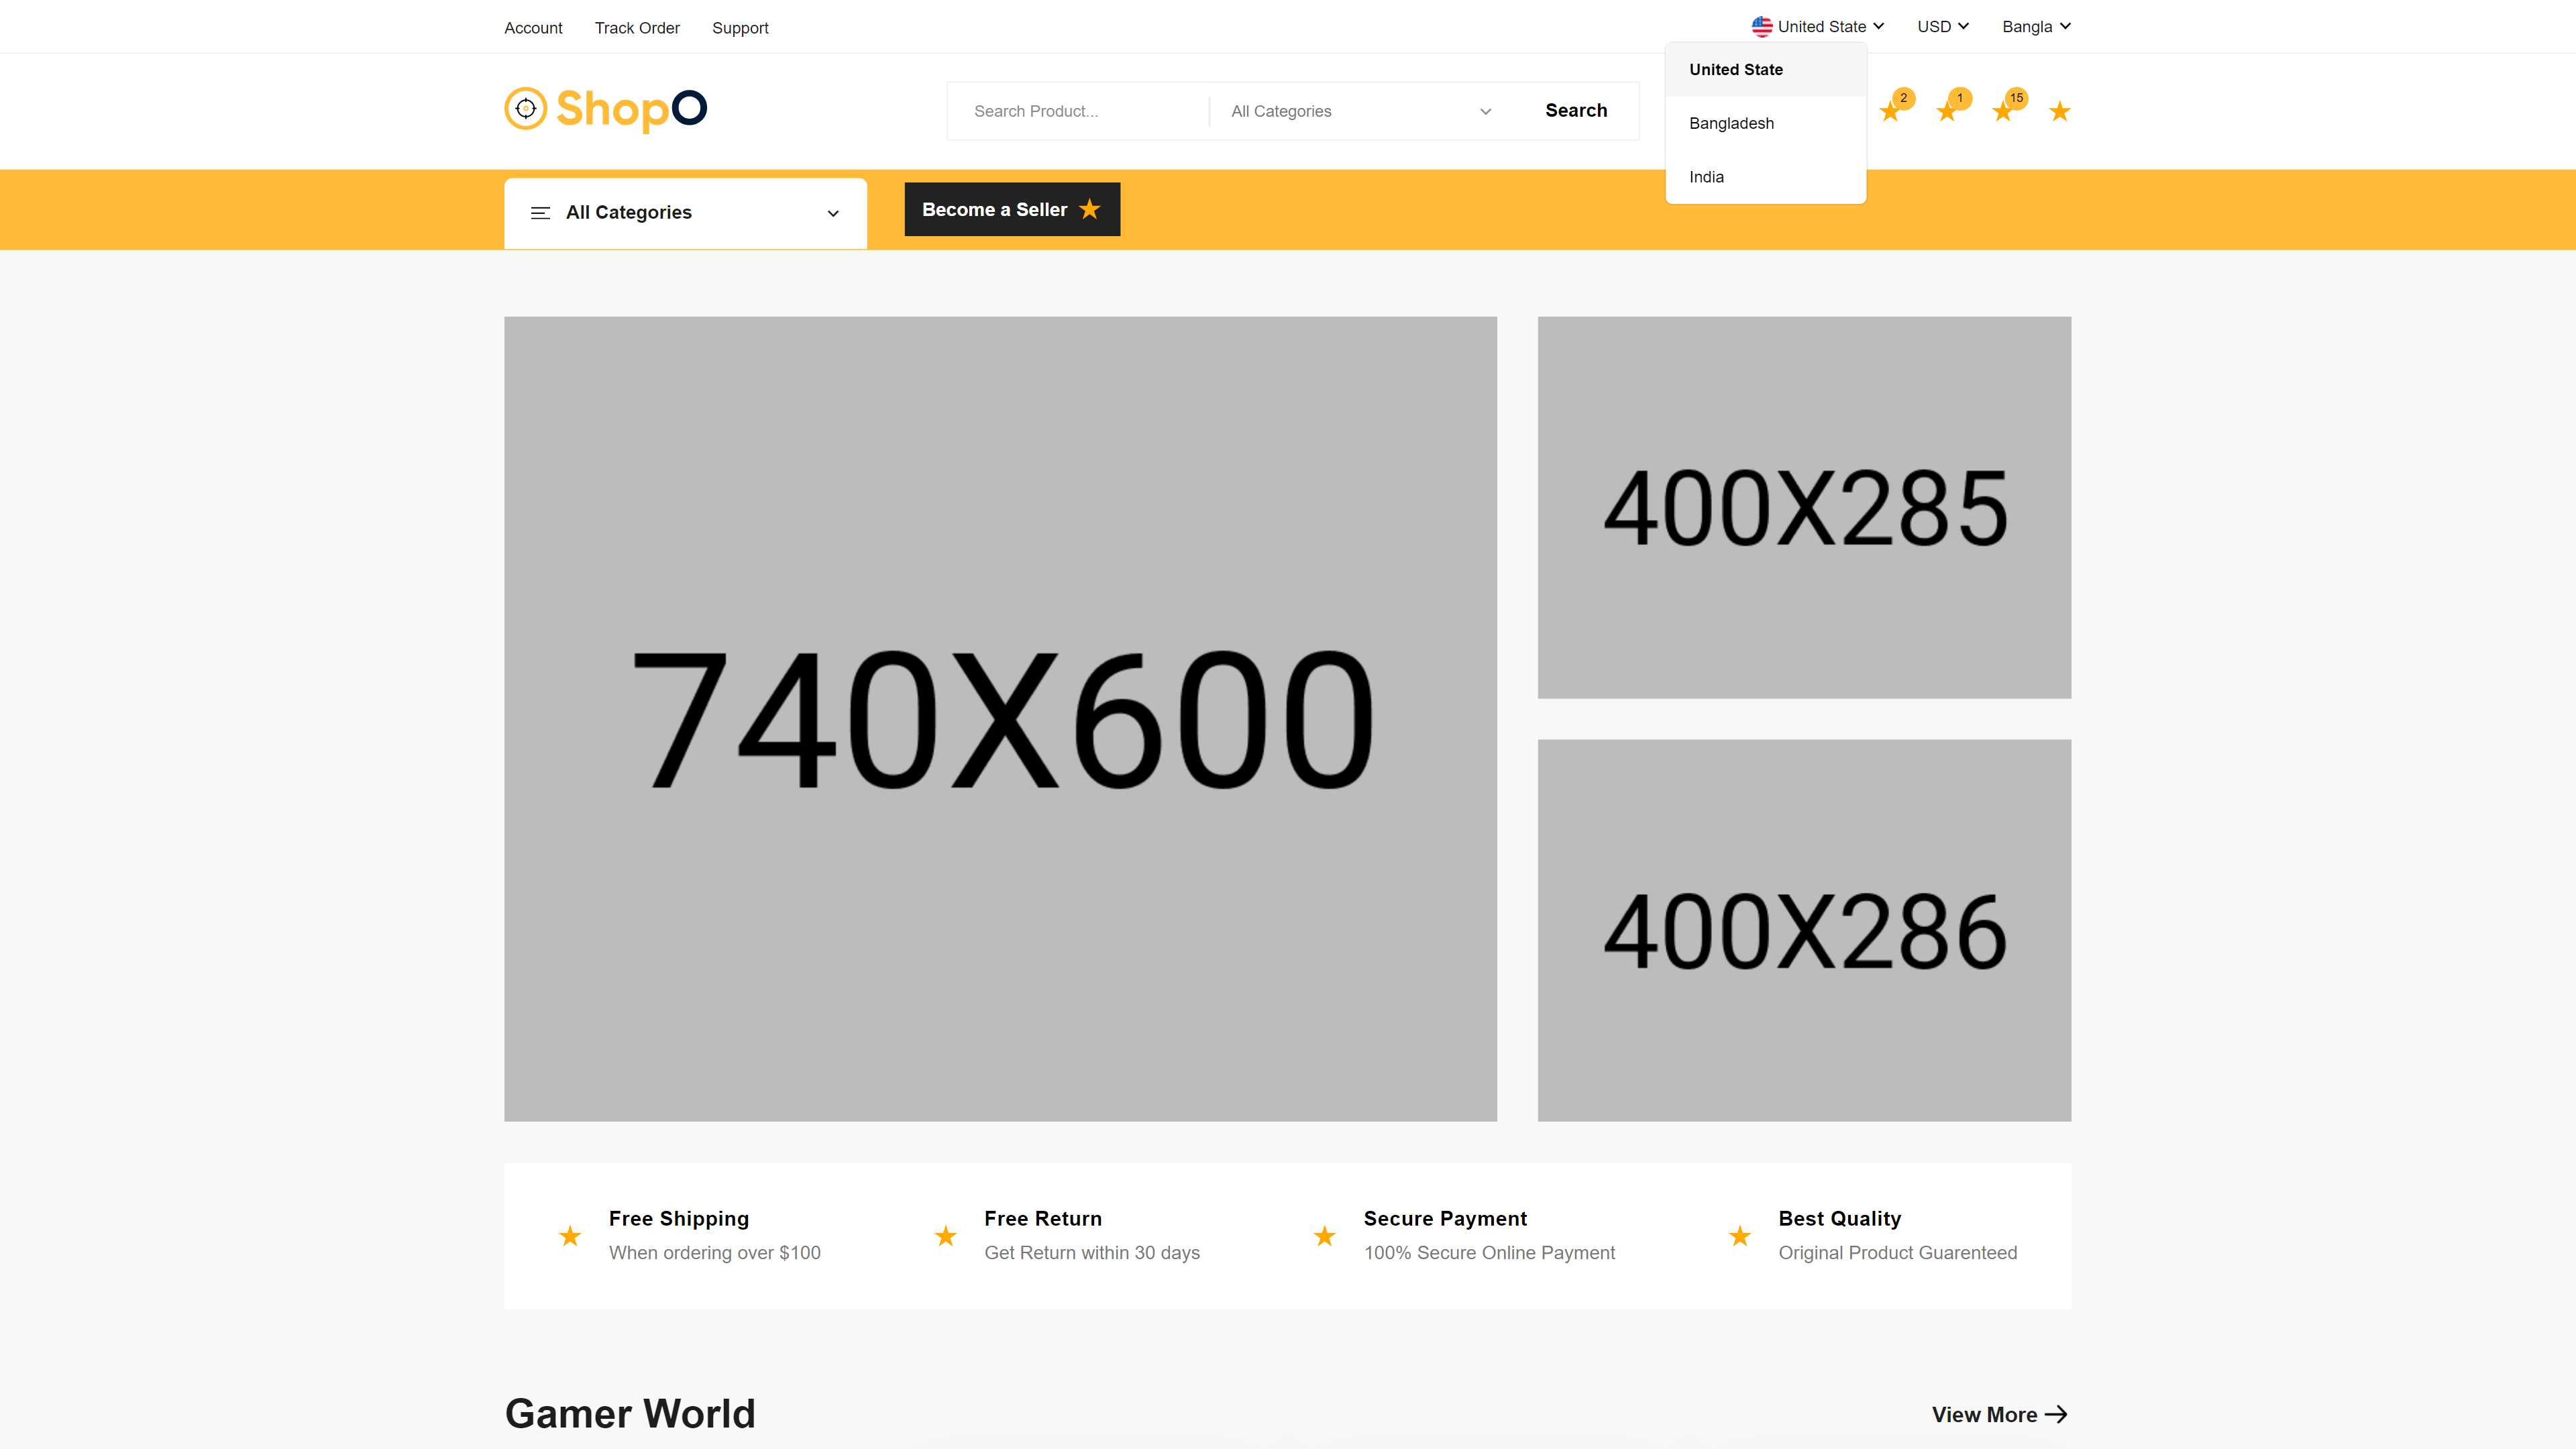 Account Track Order Support United State USD Bangla
ShopO Search Product... All Categories Search 2 1 15
United State
Bangladesh
India
All Categories Become a Seller
740X600
400X285
400X286
Free Shipping
When ordering over $100
Free Return
Get Return within 30 days
Secure Payment
100% Secure Online Payment
Best Quality
Original Product Guarenteed
Gamer World View More